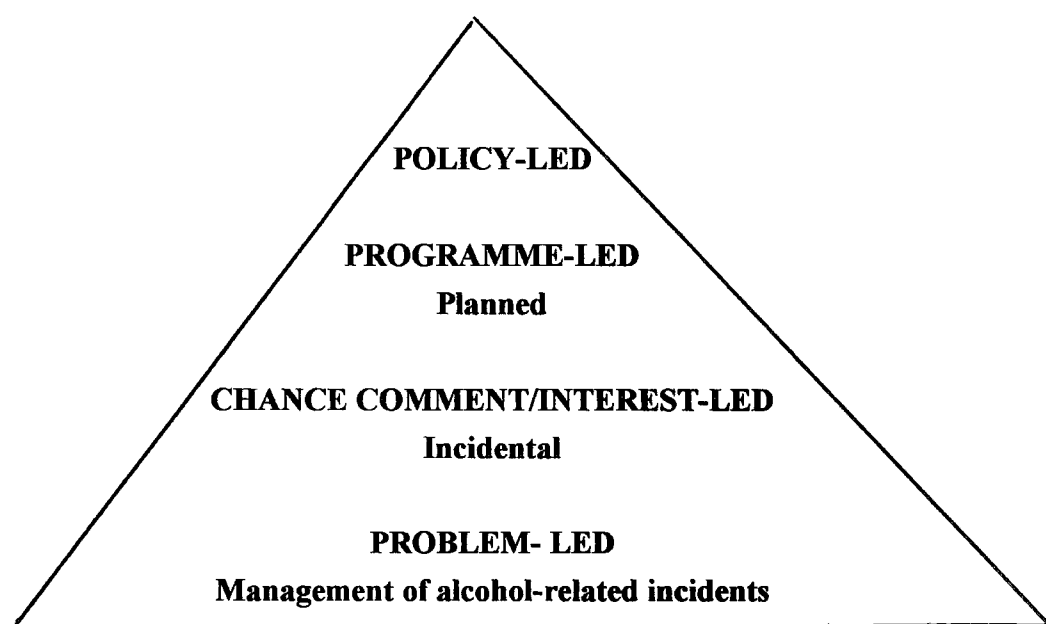 POLICY-LED
PROGRAMME-LED
Planned
CHANCE COMMENT/INTEREST-LED
Incidental
PROBLEM- LED
Management of alcohol-related incidents